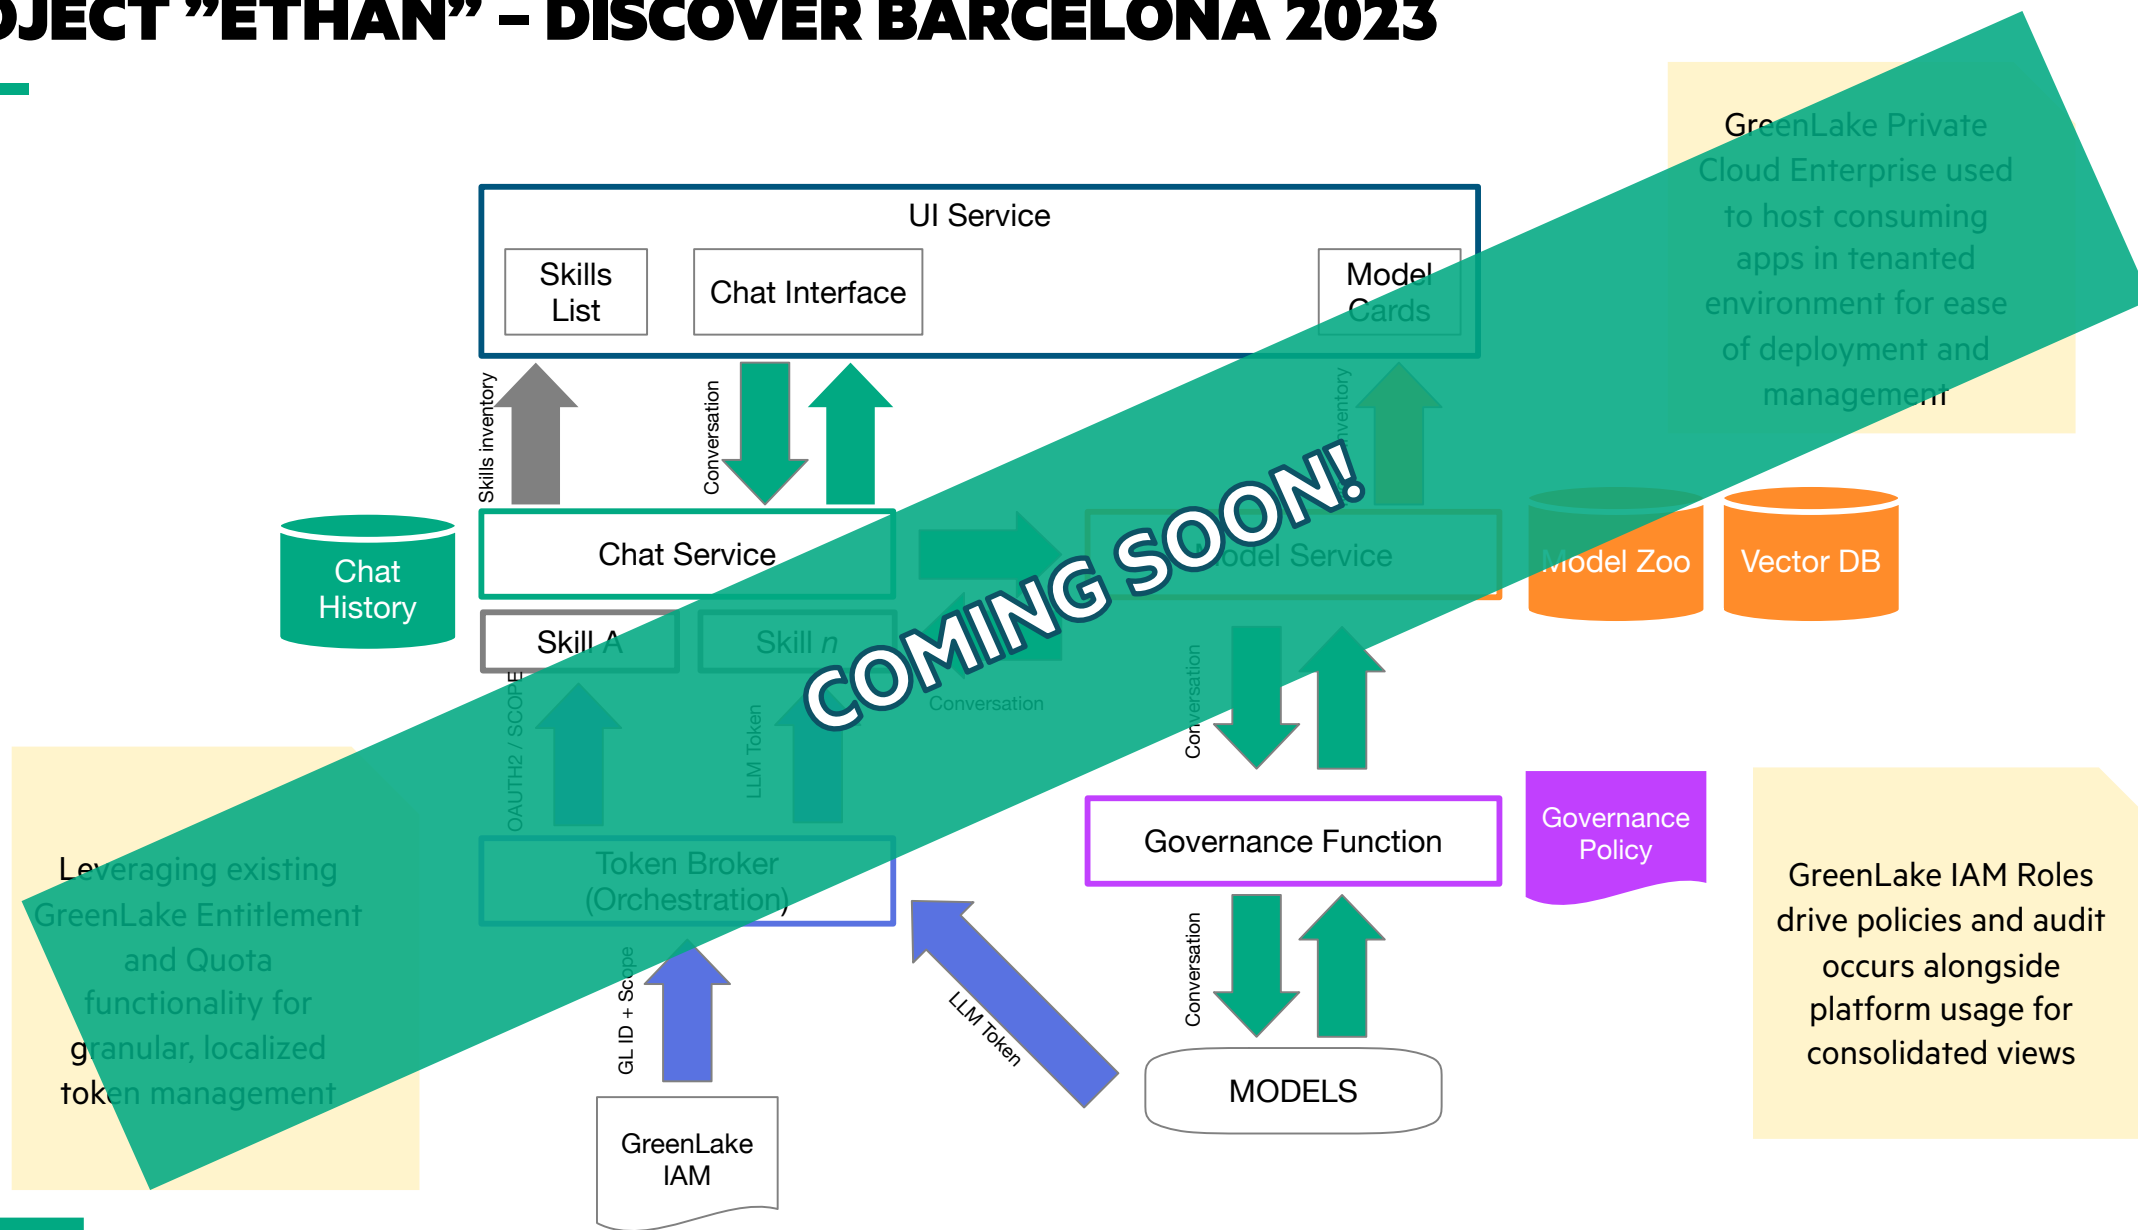 OJECT ”ETHAN” – DISCOVER BARCELONA 2023
GreenLake Private
Cloud Enterprise used
to host consuming
apps in tenanted
environment for ease
of deployment and
management
UI Service
Skills
List
Chat Interface
Model
Cards
Skills inventory
Conversation
nventory
COMING SOON!
Chat
History
Chat Service
Model Service
Model Zoo
Vector DB
Skill A
Skill n
Conversation
OAUTH2 / SCOPE
LLM Token
Conversation
Leveraging existing
GreenLake Entitlement
and Quota
functionality for
granular, localized
token management
Token Broker
(Orchestration)
Governance Function
Governance
Policy
GreenLake IAM Roles
drive policies and audit
occurs alongside
platform usage for
consolidated views
GL ID + Scope
LLM Token
Conversation
MODELS
GreenLake
IAM